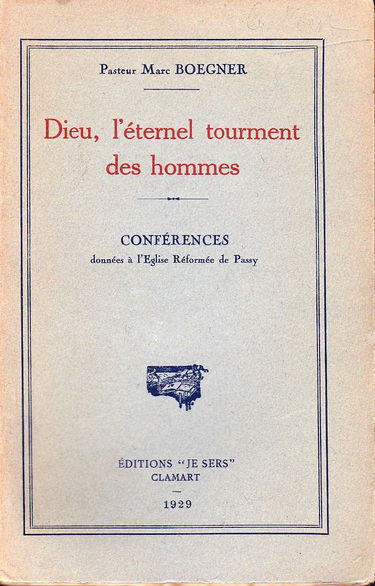 Pasteur Marc BOEGNER
Dieu, l'éternel tourment
des hommes
CONFÉRENCES
données à l'Eglise Réformée de Passy
ÉDITIONS "JE SERS"
CLAMART
1929